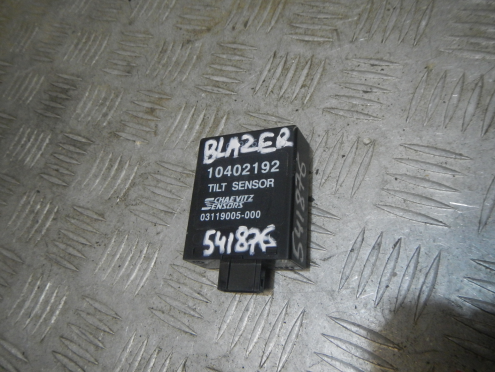 BLAZER
10402192
TILT SENSOR
SCHAEVITZ
SENSORS
03119005-000
541876
541876